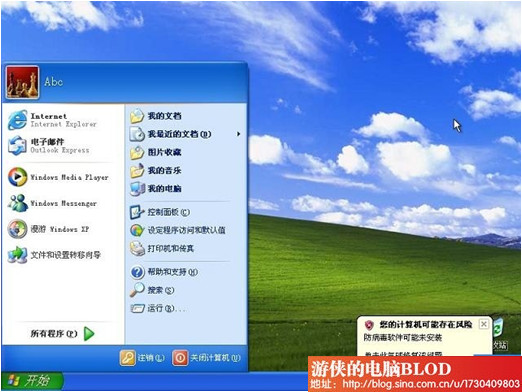 Abc
Internet
Internet Explorer
电子邮件
Outlook Express
Windows Media Player
Windows Messenger
漫游 Windows XP
文件和设置转移向导
所有程序(P)
我的文档
我最近的文档(D)
图片收藏
我的音乐
我的电脑
控制面板(C)
设定程序访问和默认值
打印机和传真
帮助和支持(H)
搜索(S)
运行(R)...
注销(L)
关闭计算机(U)
开始
您的计算机可能存在风险
防病毒软件可能未安装
游侠的电脑BLOD
地址：http://blog.sina.com.cn/u/1730409803